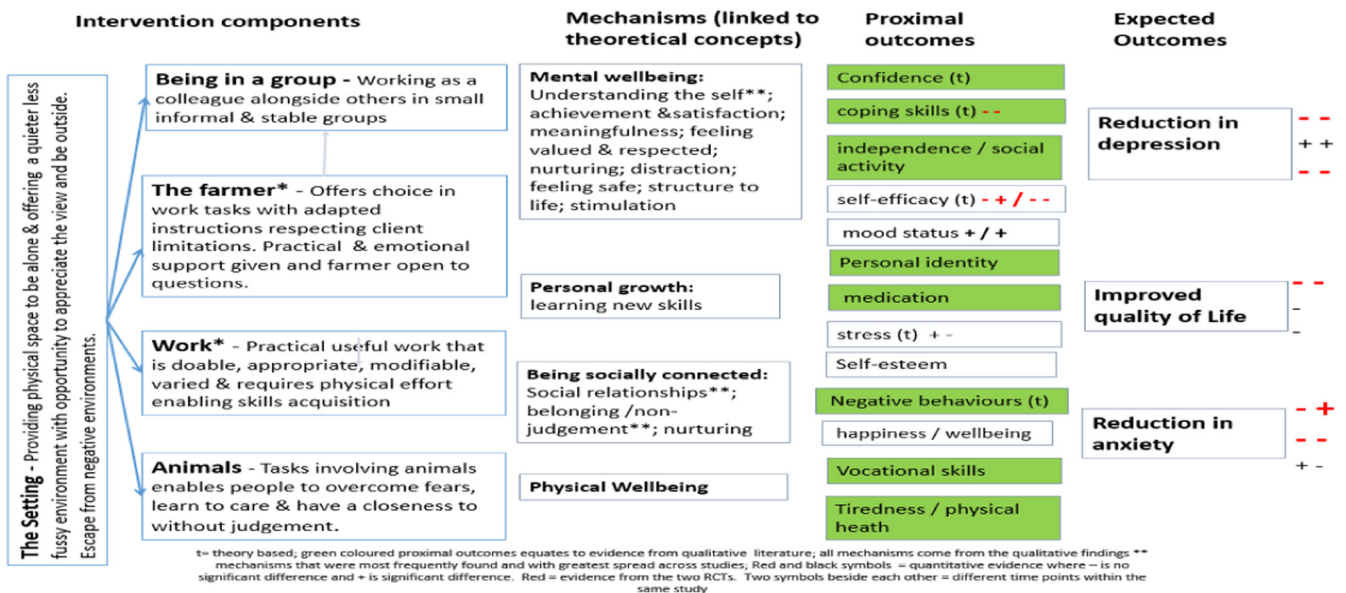 Intervention components
Mechanisms (linked to
theoretical concepts)
Proximal
outcomes
Expected
Outcomes
The Setting - Providing physical space to be alone & offering a quieter less
fussy environment with opportunity to appreciate the view and be outside.
Escape from negative environments.
Being in a group - Working as a
colleague alongside others in small
informal & stable groups
The farmer* - Offers choice in
work tasks with adapted
instructions respecting client
limitations. Practical & emotional
support given and farmer open to
questions.
Work* - Practical useful work that
is doable, appropriate, modifiable,
varied & requires physical effort
enabling skills acquisition
Animals - Tasks involving animals
enables people to overcome fears,
learn to care & have a closeness to
without judgement.
Mental wellbeing:
Understanding the self**;
achievement &satisfaction;
meaningfulness; feeling
valued & respected;
nurturing; distraction;
feeling safe; structure to
life; stimulation
Personal growth:
learning new skills
Being socially connected:
Social relationships**;
belonging /non-
judgement**; nurturing
Physical Wellbeing
Confidence (t)
coping skills (t) - -
independence / social
activity
self-efficacy (t) - + / - -
mood status + / +
Personal identity
medication
stress (t) + -
Self-esteem
Negative behaviours (t)
happiness / wellbeing
Vocational skills
Tiredness / physical
heath
Reduction in
depression
- -
+ +
- -
Improved
quality of Life
- -
-
-
Reduction in
anxiety
- +
- -
+ -
t= theory based; green coloured proximal outcomes equates to evidence from qualitative literature; all mechanisms come from the qualitative findings **
mechanisms that were most frequently found and with greatest spread across studies; Red and black symbols = quantitative evidence where – is no
significant difference and + is significant difference. Red = evidence from the two RCTs. Two symbols beside each other = different time points within the
same study